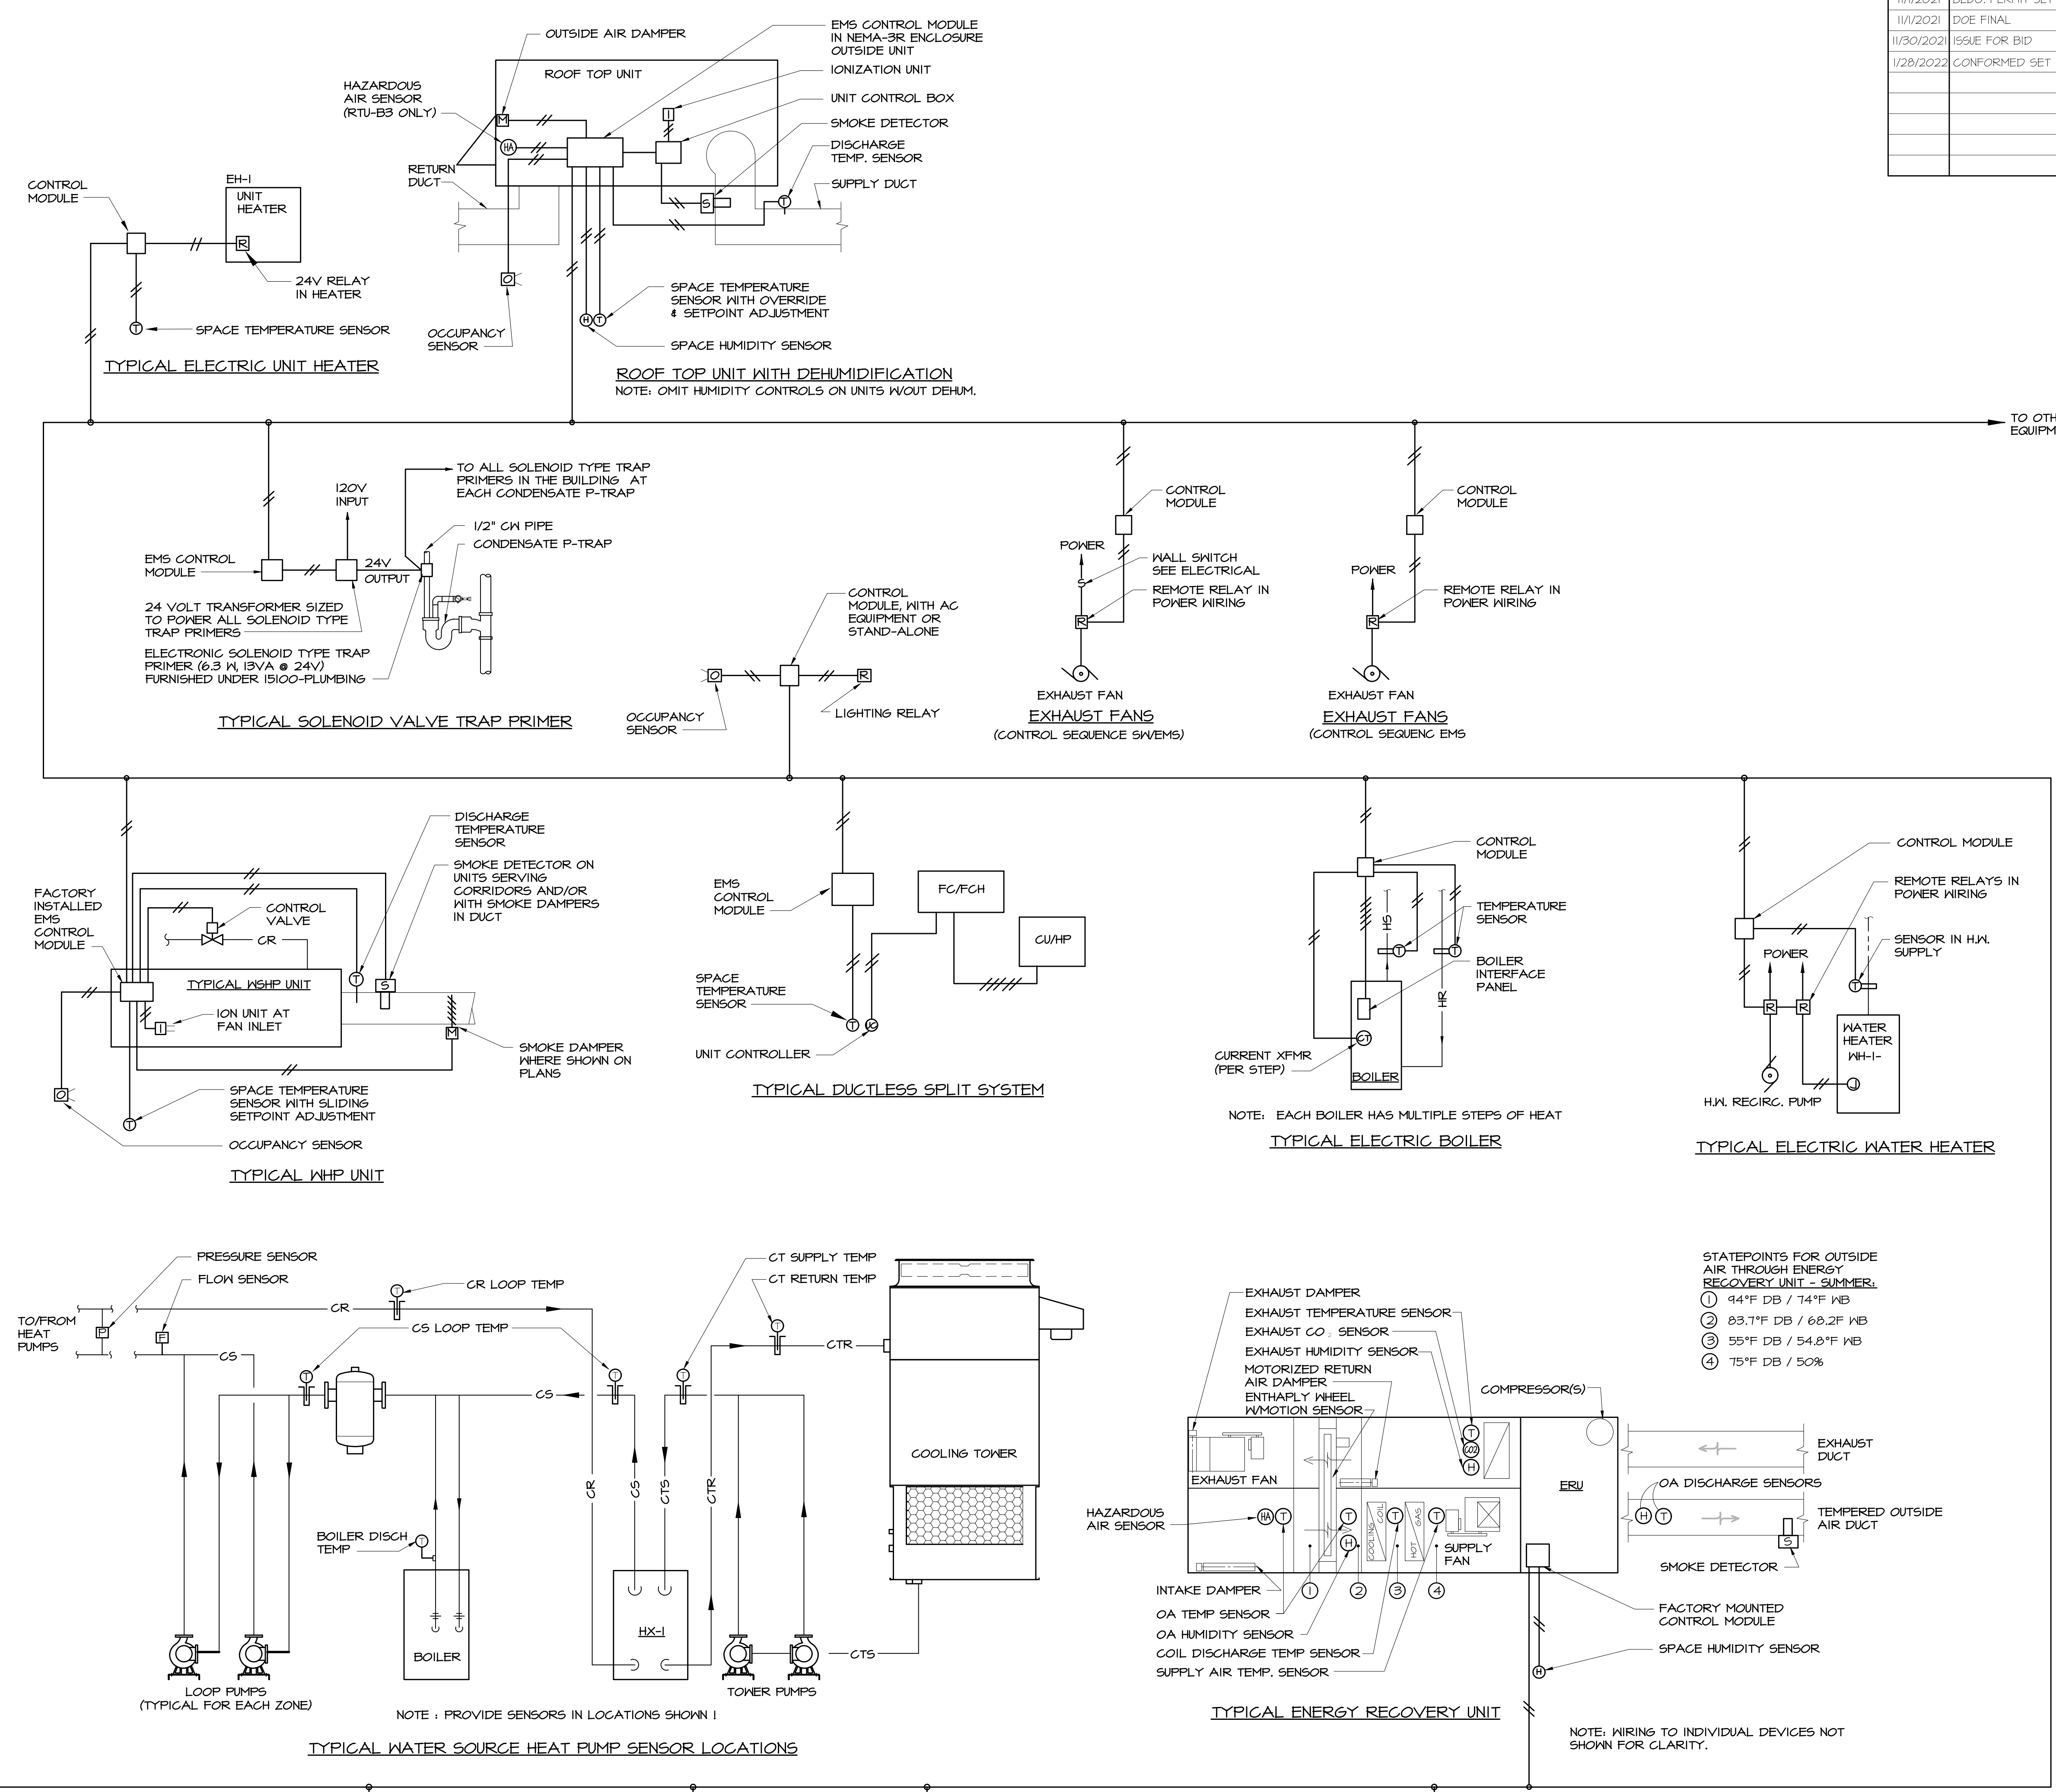 11/1/2021 DOE FINAL
11/30/2021 ISSUE FOR BID
1/28/2022 CONFORMED SET
CONTROL
MODULE
EH-1
UNIT
HEATER
R
24V RELAY
IN HEATER
T
SPACE TEMPERATURE SENSOR
TYPICAL ELECTRIC UNIT HEATER
OUTSIDE AIR DAMPER
ROOF TOP UNIT
HAZARDOUS
AIR SENSOR
(RTU-B3 ONLY)
M
HA
I
RETURN
DUCT
EMS CONTROL MODULE
IN NEMA-3R ENCLOSURE
OUTSIDE UNIT
IONIZATION UNIT
UNIT CONTROL BOX
SMOKE DETECTOR
DISCHARGE
TEMP. SENSOR
SUPPLY DUCT
S
T
O
OCCUPANCY
SENSOR
H T
SPACE TEMPERATURE
SENSOR WITH OVERRIDE
& SETPOINT ADJUSTMENT
SPACE HUMIDITY SENSOR
ROOF TOP UNIT WITH DEHUMIDIFICATION
NOTE: OMIT HUMIDITY CONTROLS ON UNITS W/OUT DEHUM.
TO OTH
EQUIPM
TO ALL SOLENOID TYPE TRAP
PRIMERS IN THE BUILDING AT
EACH CONDENSATE P-TRAP
120V
INPUT
1/2" CW PIPE
CONDENSATE P-TRAP
EMS CONTROL
MODULE
24V
OUTPUT
24 VOLT TRANSFORMER SIZED
TO POWER ALL SOLENOID TYPE
TRAP PRIMERS
ELECTRONIC SOLENOID TYPE TRAP
PRIMER (6.3 W, 13VA @ 24V)
FURNISHED UNDER 15100-PLUMBING
TYPICAL SOLENOID VALVE TRAP PRIMER
CONTROL
MODULE, WITH AC
EQUIPMENT OR
STAND-ALONE
O
R
OCCUPANCY
SENSOR
LIGHTING RELAY
CONTROL
MODULE
POWER
S
WALL SWITCH
SEE ELECTRICAL
R
REMOTE RELAY IN
POWER WIRING
EXHAUST FAN
EXHAUST FANS
(CONTROL SEQUENCE SW/EMS)
CONTROL
MODULE
POWER
R
REMOTE RELAY IN
POWER WIRING
EXHAUST FAN
EXHAUST FANS
(CONTROL SEQUENC EMS
DISCHARGE
TEMPERATURE
SENSOR
SMOKE DETECTOR ON
UNITS SERVING
CORRIDORS AND/OR
WITH SMOKE DAMPERS
IN DUCT
FACTORY
INSTALLED
EMS
CONTROL
MODULE
CONTROL
VALVE
CR
TYPICAL WSHP UNIT
T
S
I
ION UNIT AT
FAN INLET
M
SMOKE DAMPER
WHERE SHOWN ON
PLANS
O
T
SPACE TEMPERATURE
SENSOR WITH SLIDING
SETPOINT ADJUSTMENT
OCCUPANCY SENSOR
TYPICAL WHP UNIT
EMS
CONTROL
MODULE
FC/FCH
CU/HP
SPACE
TEMPERATURE
SENSOR
T UC
UNIT CONTROLLER
TYPICAL DUCTLESS SPLIT SYSTEM
CONTROL
MODULE
HS
HR
TEMPERATURE
SENSOR
T
T
BOILER
INTERFACE
PANEL
CT
CURRENT XFMR
(PER STEP)
BOILER
NOTE: EACH BOILER HAS MULTIPLE STEPS OF HEAT
TYPICAL ELECTRIC BOILER
CONTROL MODULE
REMOTE RELAYS IN
POWER WIRING
POWER
SENSOR IN H.W.
SUPPLY
T
R
R
WATER
HEATER
WH-1-
J
H.W. RECIRC. PUMP
TYPICAL ELECTRIC WATER HEATER
PRESSURE SENSOR
FLOW SENSOR
TO/FROM
HEAT
PUMPS
P
F
T
CR LOOP TEMP
CR
CS LOOP TEMP
CS
T
T
T
T
CT SUPPLY TEMP
CT RETURN TEMP
CTR
CS
COOLING TOWER
CR
CS
CTS
CTR
BOILER DISCH
TEMP
T
BOILER
HX-1
CTS
LOOP PUMPS
(TYPICAL FOR EACH ZONE)
TOWER PUMPS
NOTE : PROVIDE SENSORS IN LOCATIONS SHOWN !
TYPICAL WATER SOURCE HEAT PUMP SENSOR LOCATIONS
STATEPOINTS FOR OUTSIDE
AIR THROUGH ENERGY
RECOVERY UNIT - SUMMER:
1 94°F DB / 74°F WB
2 83.7°F DB / 68.2F WB
3 55°F DB / 54.8°F WB
4 75°F DB / 50%
EXHAUST DAMPER
EXHAUST TEMPERATURE SENSOR
EXHAUST CO2 SENSOR
EXHAUST HUMIDITY SENSOR
MOTORIZED RETURN
AIR DAMPER
ENTHAPLY WHEEL
W/MOTION SENSOR
COMPRESSOR(S)
T
CO2
H
EXHAUST FAN
ERU
EXHAUST
DUCT
OA DISCHARGE SENSORS
H T
TEMPERED OUTSIDE
AIR DUCT
S
SMOKE DETECTOR
HAZARDOUS
AIR SENSOR
HA T
T
H
COOLING COIL
T
HOT GAS
T
SUPPLY
FAN
1 2 3 4
INTAKE DAMPER
OA TEMP SENSOR
OA HUMIDITY SENSOR
COIL DISCHARGE TEMP SENSOR
SUPPLY AIR TEMP. SENSOR
FACTORY MOUNTED
CONTROL MODULE
SPACE HUMIDITY SENSOR
H
TYPICAL ENERGY RECOVERY UNIT
NOTE: WIRING TO INDIVIDUAL DEVICES NOT
SHOWN FOR CLARITY.